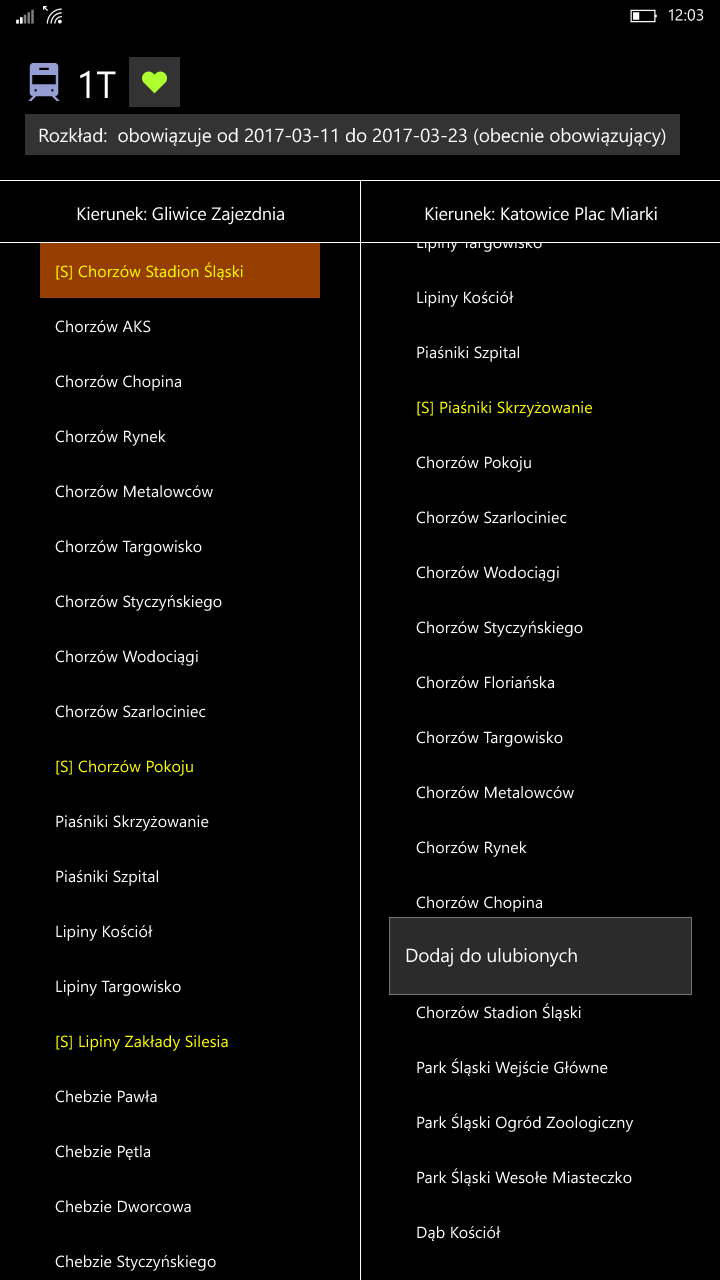 12:03
1T
Rozkład: obowiązuje od 2017-03-11 do 2017-03-23 (obecnie obowiązujący)
Kierunek: Gliwice Zajezdnia
[S] Chorzów Stadion Śląski
Chorzów AKS
Chorzów Chopina
Chorzów Rynek
Chorzów Metalowców
Chorzów Targowisko
Chorzów Styczyńskiego
Chorzów Wodociągi
Chorzów Szarlociniec
[S] Chorzów Pokoju
Piaśniki Skrzyżowanie
Piaśniki Szpital
Lipiny Kościół
Lipiny Targowisko
[S] Lipiny Zakłady Silesia
Chebzie Pawła
Chebzie Pętla
Chebzie Dworcowa
Chebzie Styczyńskiego
Kierunek: Katowice Plac Miarki
Lipiny Targowisko
Lipiny Kościół
Piaśniki Szpital
[S] Piaśniki Skrzyżowanie
Chorzów Pokoju
Chorzów Szarlociniec
Chorzów Wodociągi
Chorzów Styczyńskiego
Chorzów Floriańska
Chorzów Targowisko
Chorzów Metalowców
Chorzów Rynek
Chorzów Chopina
Dodaj do ulubionych
Chorzów Stadion Śląski
Park Śląski Wejście Główne
Park Śląski Ogród Zoologiczny
Park Śląski Wesołe Miasteczko
Dąb Kościół